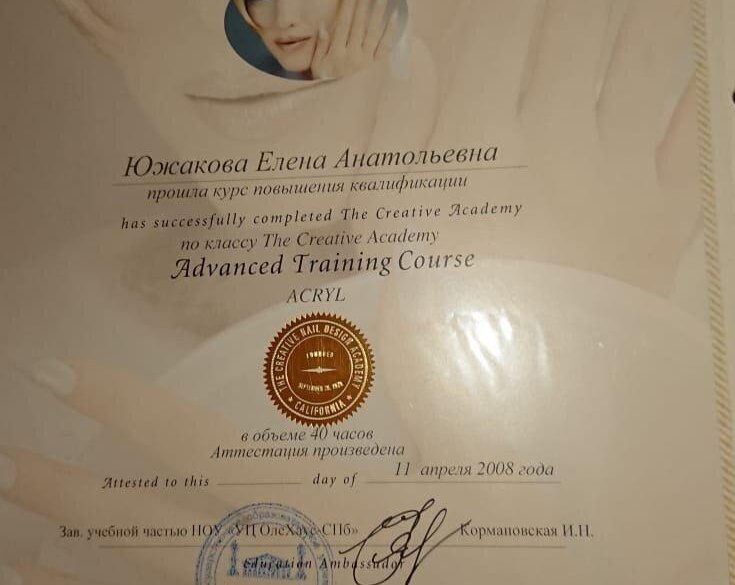 Южакова Елена Анатольевна
прошла курс повышения квалификации
has successfully completed The Creative Academy
по классу The Creative Academy
Advanced Training Course
ACRYL
THE CREATIVE NAIL DESIGN ACADEMY
FOUNDED
CALIFORNIA
в объеме 40 часов
Аттестация произведена
Attested to this day of 11 апреля 2008 года
Зав. учебной частью НОУ «УЦ ОлеХаус-СПб» Кормановская И.П.
Education Ambassador